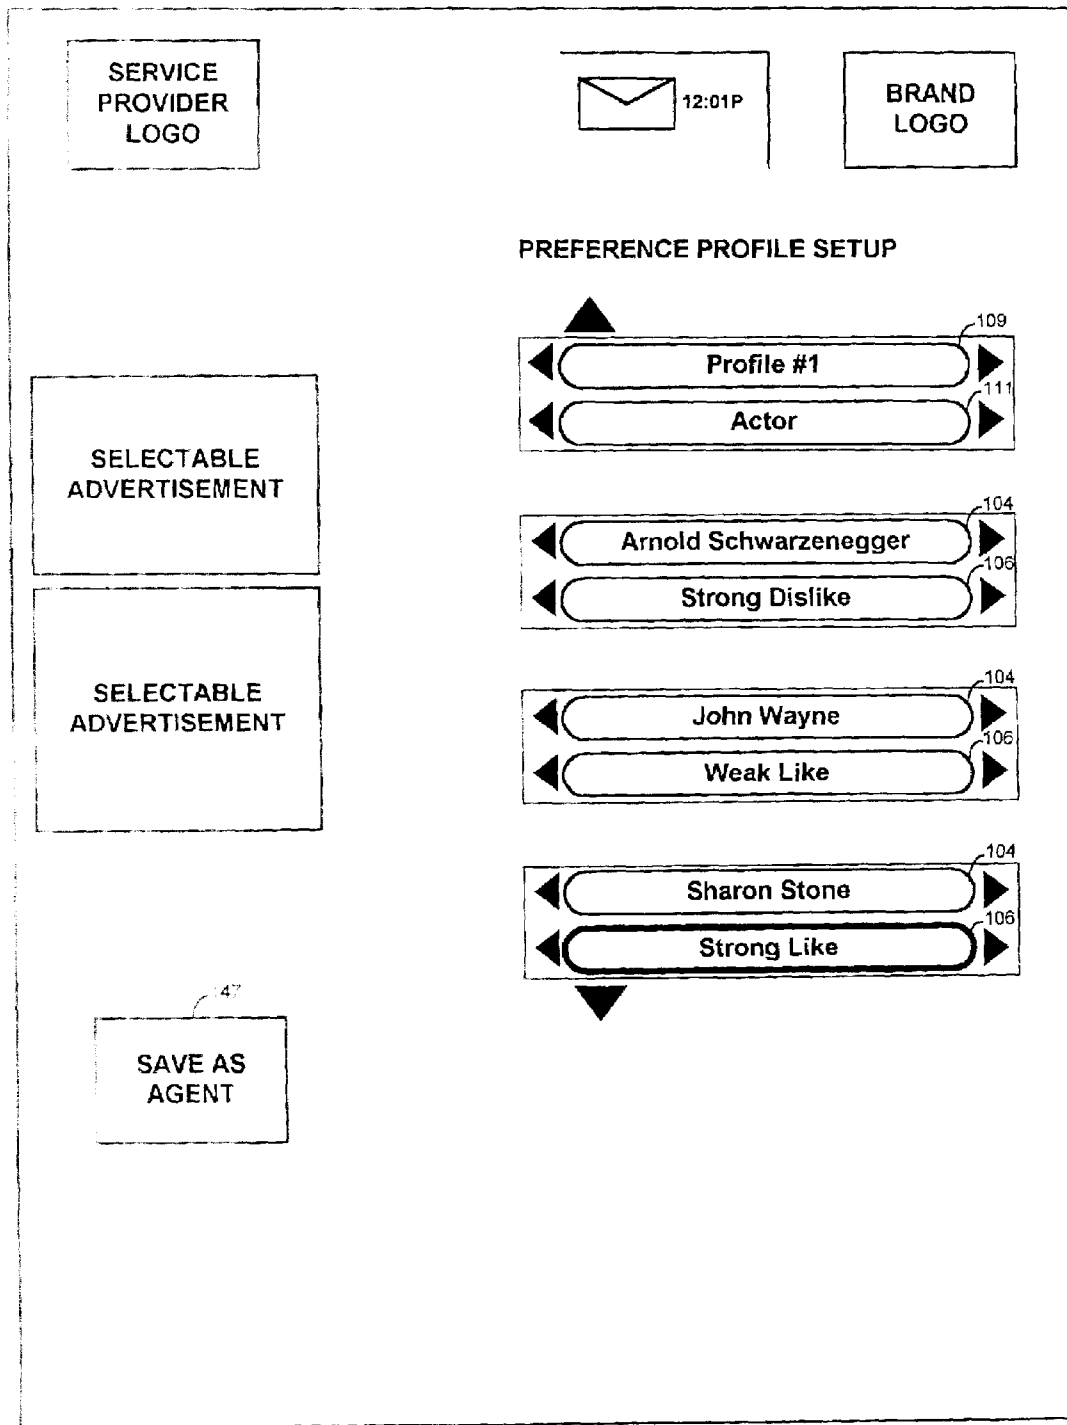 SERVICE
PROVIDER
LOGO
12:01P
BRAND
LOGO
PREFERENCE PROFILE SETUP
109
Profile #1
111
Actor
SELECTABLE
ADVERTISEMENT
104
Arnold Schwarzenegger
106
Strong Dislike
SELECTABLE
ADVERTISEMENT
104
John Wayne
106
Weak Like
104
Sharon Stone
106
Strong Like
147
SAVE AS
AGENT